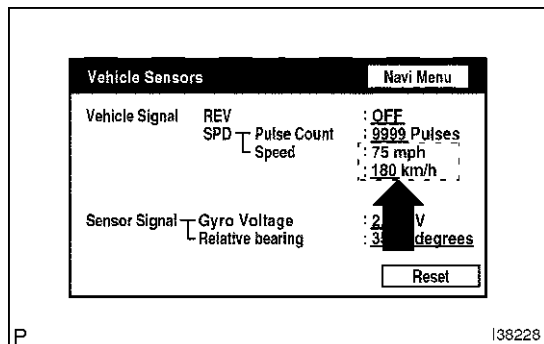 Vehicle Sensors Navi Menu
Vehicle Signal REV : OFF
SPD Pulse Count : 9999 Pulses
Speed : 75 mph
: 180 km/h
Sensor Signal Gyro Voltage : V
Relative bearing : degrees
Reset
P I38228